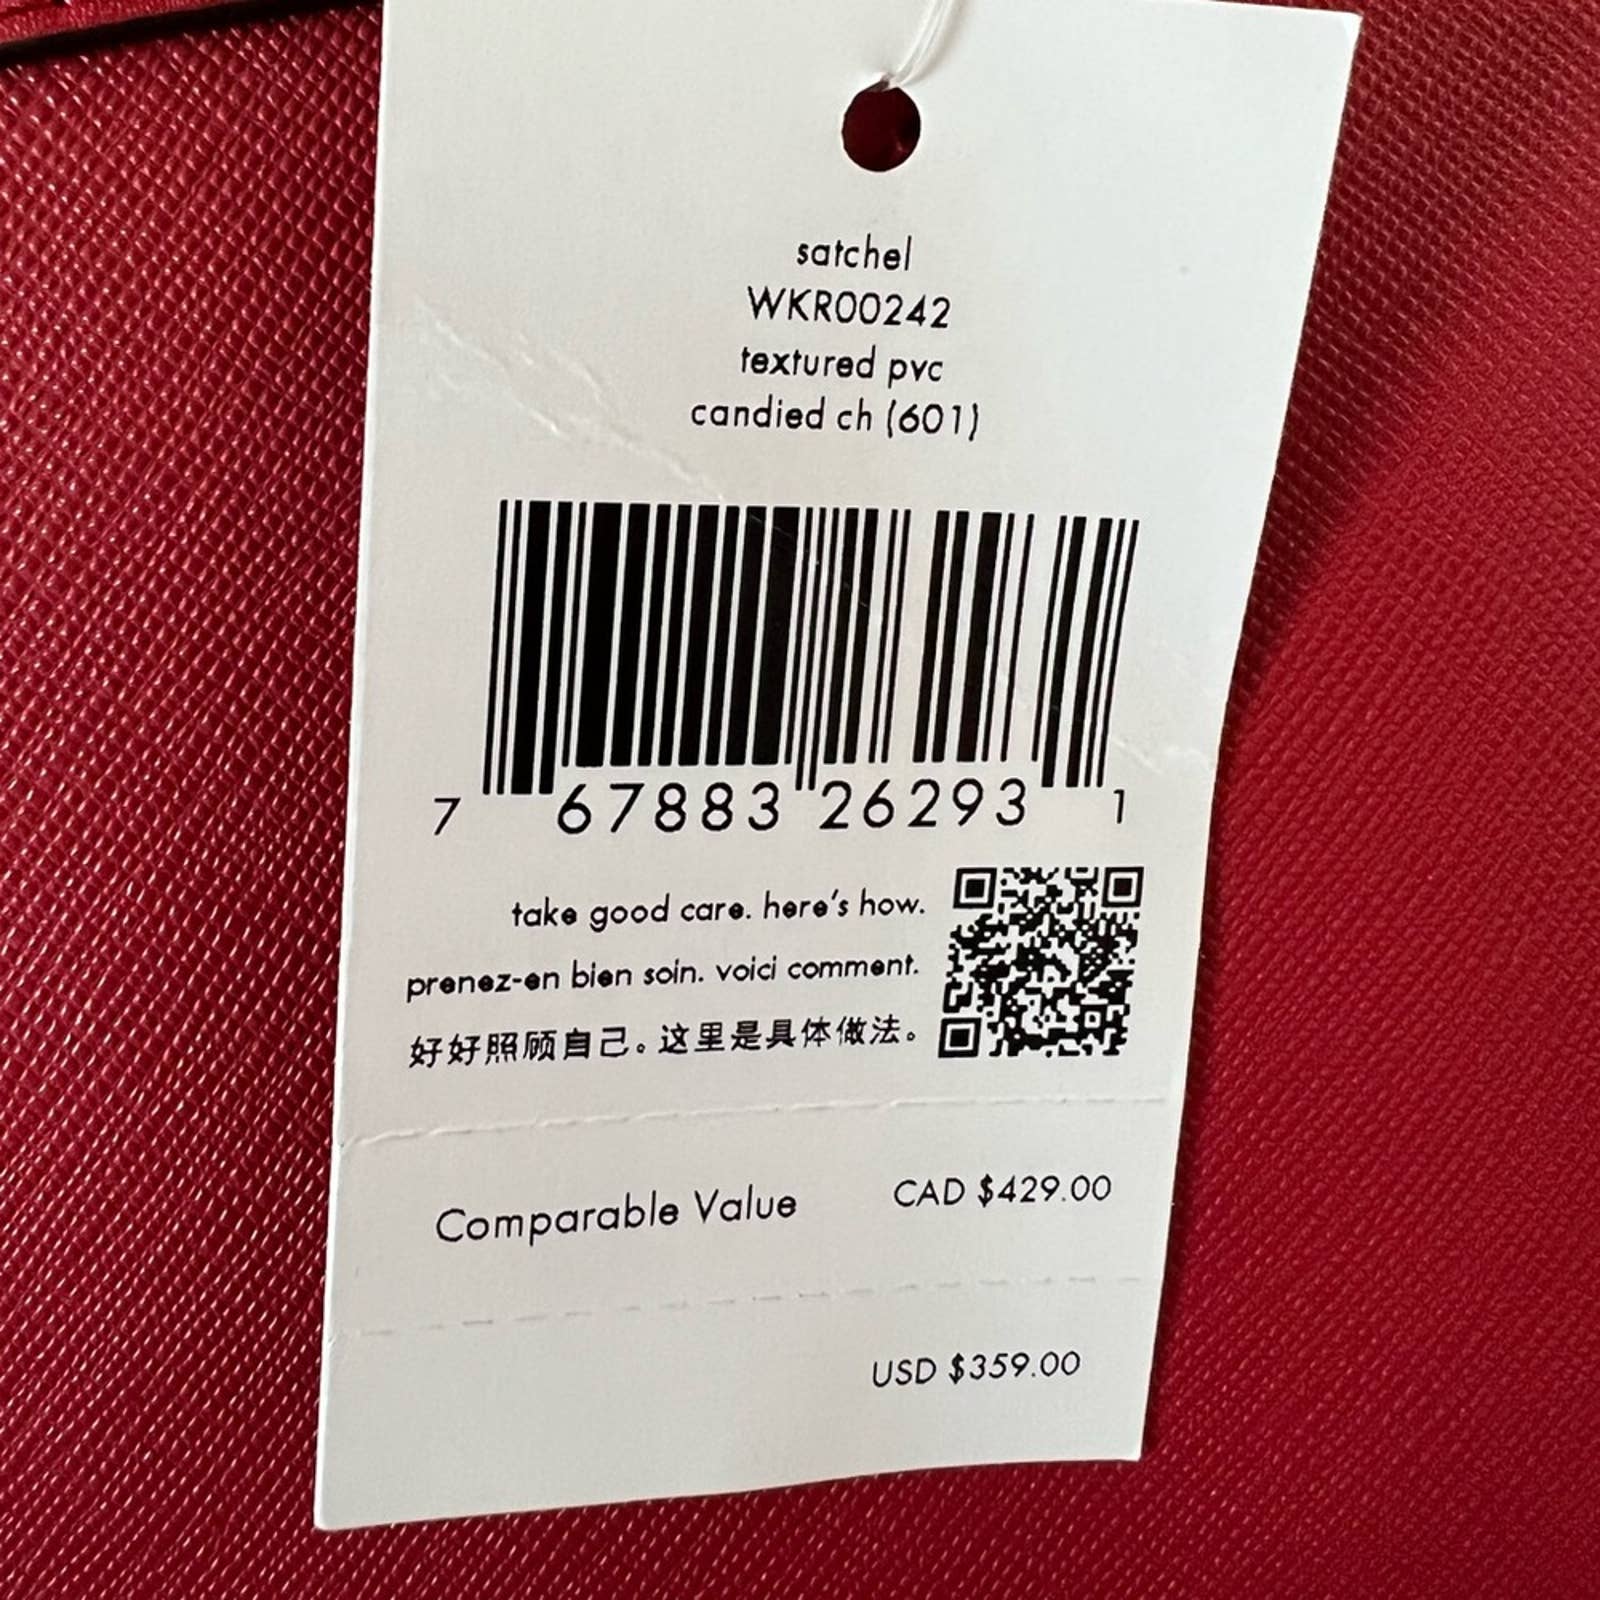 satchel
WKR00242
textured pvc
candied ch (601)
7 67883 26293 1
take good care. here's how.
prenez-en bien soin. voici comment.
好好照顾自己。这里是具体做法。
Comparable Value CAD $429.00
USD $359.00